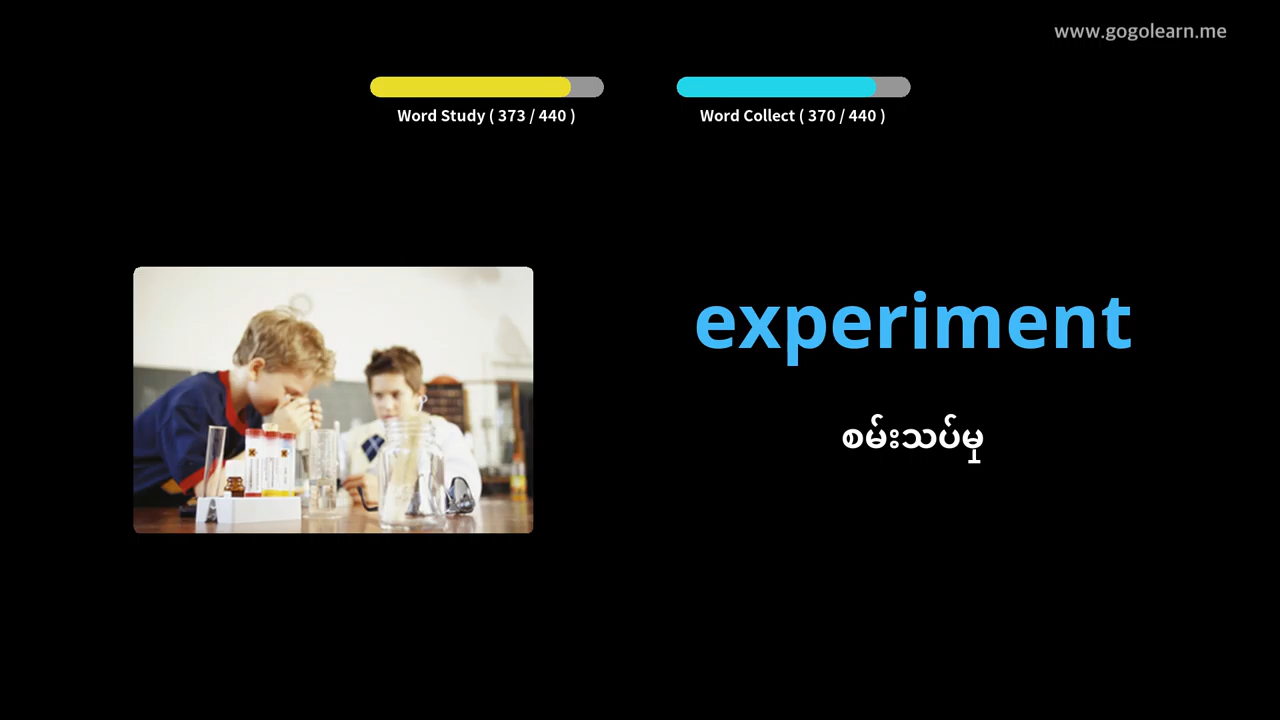 www.gogolearn.me
Word Study ( 373 / 440 )
Word Collect ( 370 / 440 )
experiment
စမ်းသပ်မှု